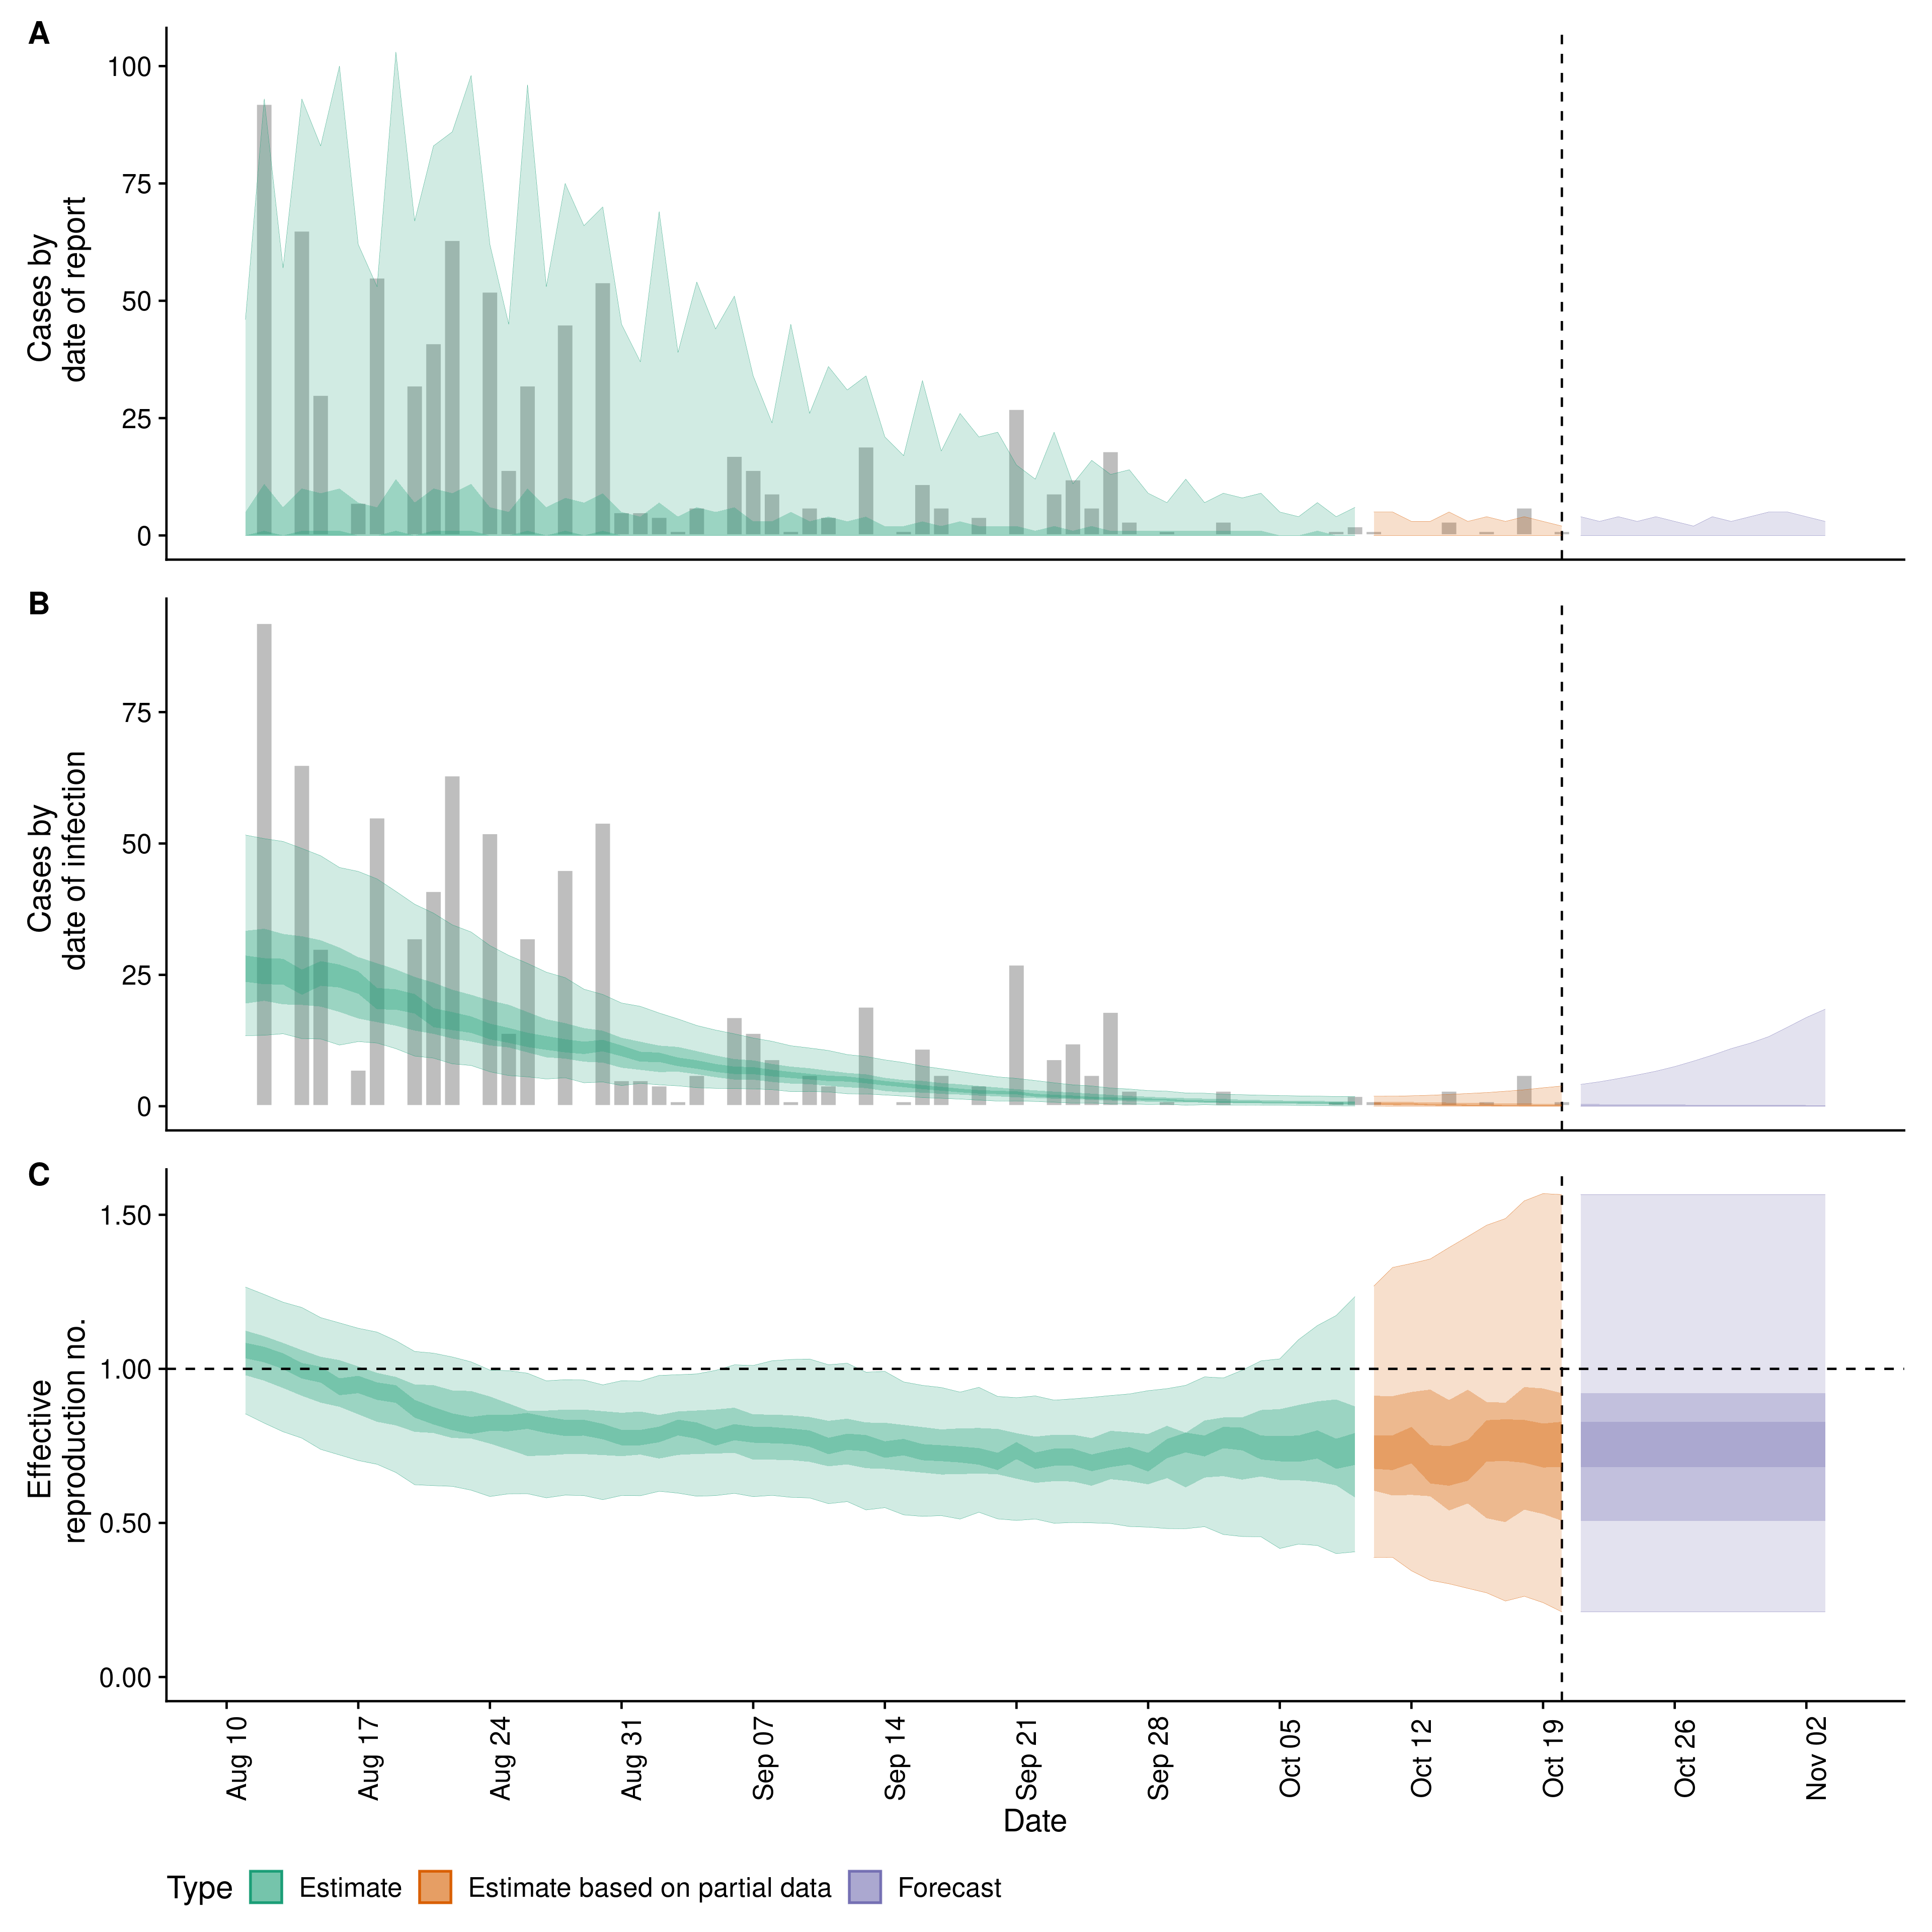 A
Cases by
date of report
100
75
50
25
0
B
Cases by
date of infection
75
50
25
0
C
Effective
reproduction no.
1.50
1.00
0.50
0.00
Aug 10
Aug 17
Aug 24
Aug 31
Sep 07
Sep 14
Sep 21
Sep 28
Oct 05
Oct 12
Oct 19
Oct 26
Nov 02
Date
Type Estimate Estimate based on partial data Forecast